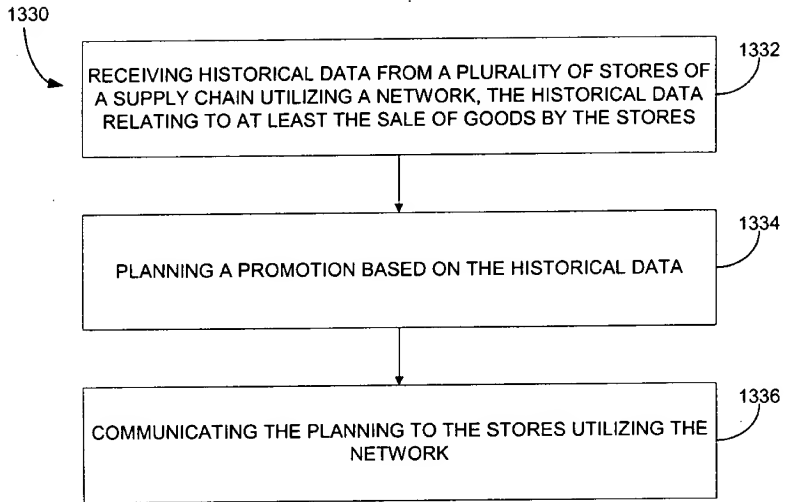 1330
1332
RECEIVING HISTORICAL DATA FROM A PLURALITY OF STORES OF
A SUPPLY CHAIN UTILIZING A NETWORK, THE HISTORICAL DATA
RELATING TO AT LEAST THE SALE OF GOODS BY THE STORES
1334
PLANNING A PROMOTION BASED ON THE HISTORICAL DATA
1336
COMMUNICATING THE PLANNING TO THE STORES UTILIZING THE
NETWORK